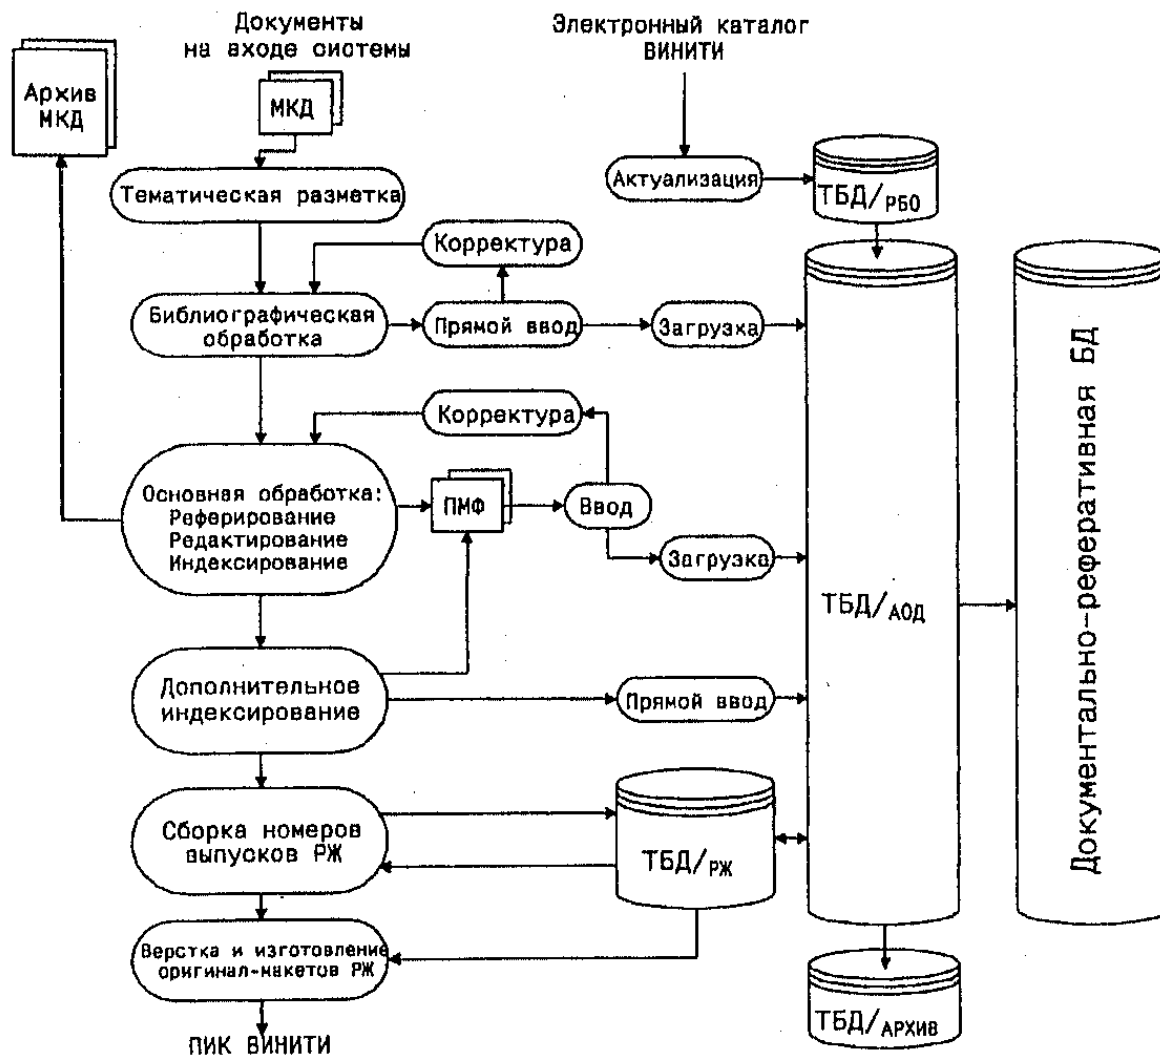 Документы
на входе системы
Электронный каталог
ВИНИТИ
Архив
МКД
МКД
Тематическая разметка
Актуализация
ТБД/РБО
Корректура
Библиографическая
обработка
Прямой ввод
Загрузка
Корректура
Основная обработка:
Реферирование
Редактирование
Индексирование
ПМФ
Ввод
Загрузка
ТБД/АОД
Документально-реферативная БД
Дополнительное
индексирование
Прямой ввод
Сборка номеров
выпусков РЖ
ТБД/РЖ
Верстка и изготовление
оригинал-макетов РЖ
ТБД/АРХИВ
ПИК ВИНИТИ